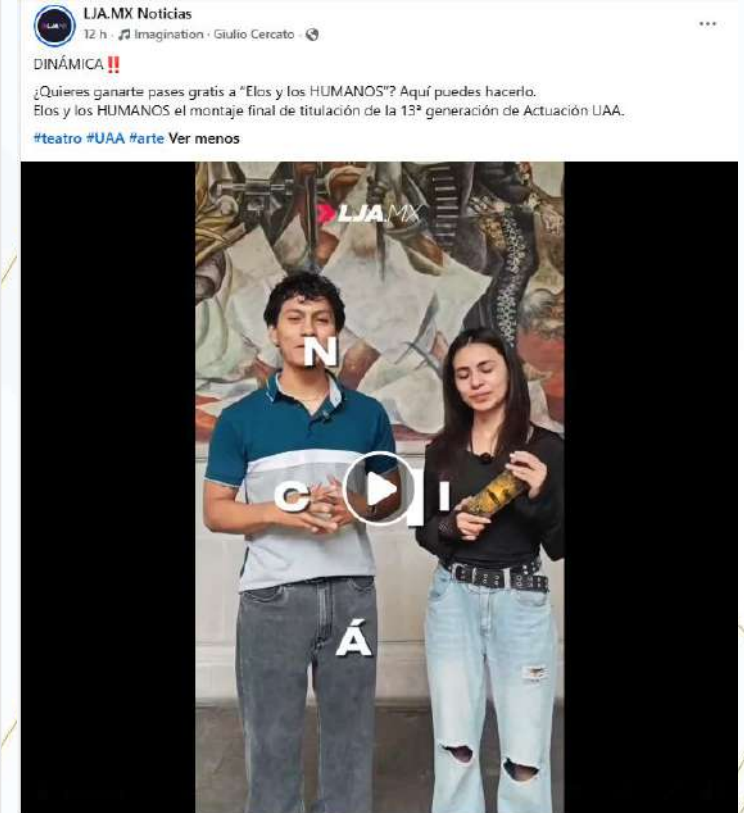 LJA.MX Noticias
12 h · Imagination · Giulio Cercato ·
DINÁMICA‼
¿Quieres ganarte pases gratis a "Elos y los HUMANOS"? Aquí puedes hacerlo.
Elos y los HUMANOS el montaje final de titulación de la 13ª generación de Actuación UAA.
#teatro #UAA #arte Ver menos
LJA.MX
N
C I
Á